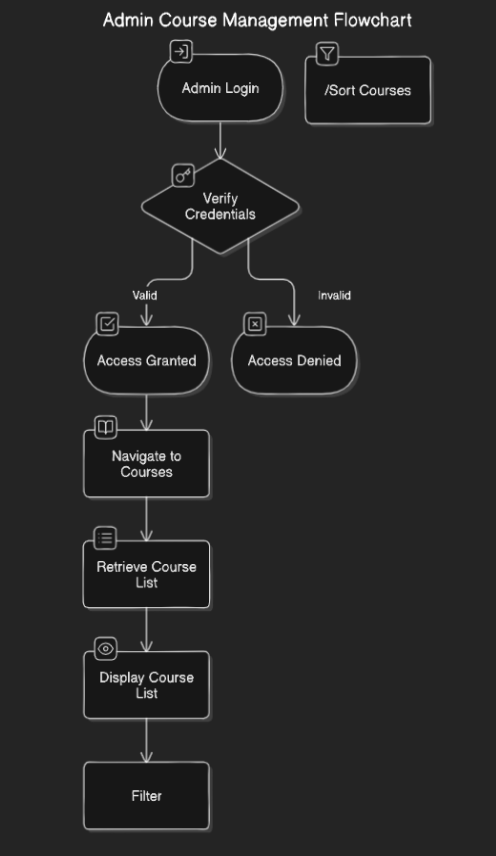 Admin Course Management Flowchart
Admin Login
/Sort Courses
Verify
Credentials
Valid
Invalid
Access Granted
Access Denied
Navigate to
Courses
Retrieve Course
List
Display Course
List
Filter